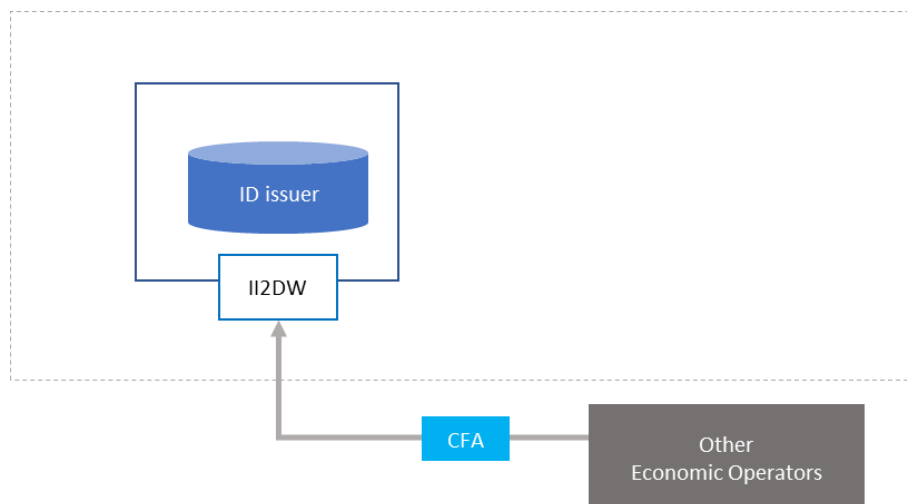 ID issuer
II2DW
CFA
Other
Economic Operators